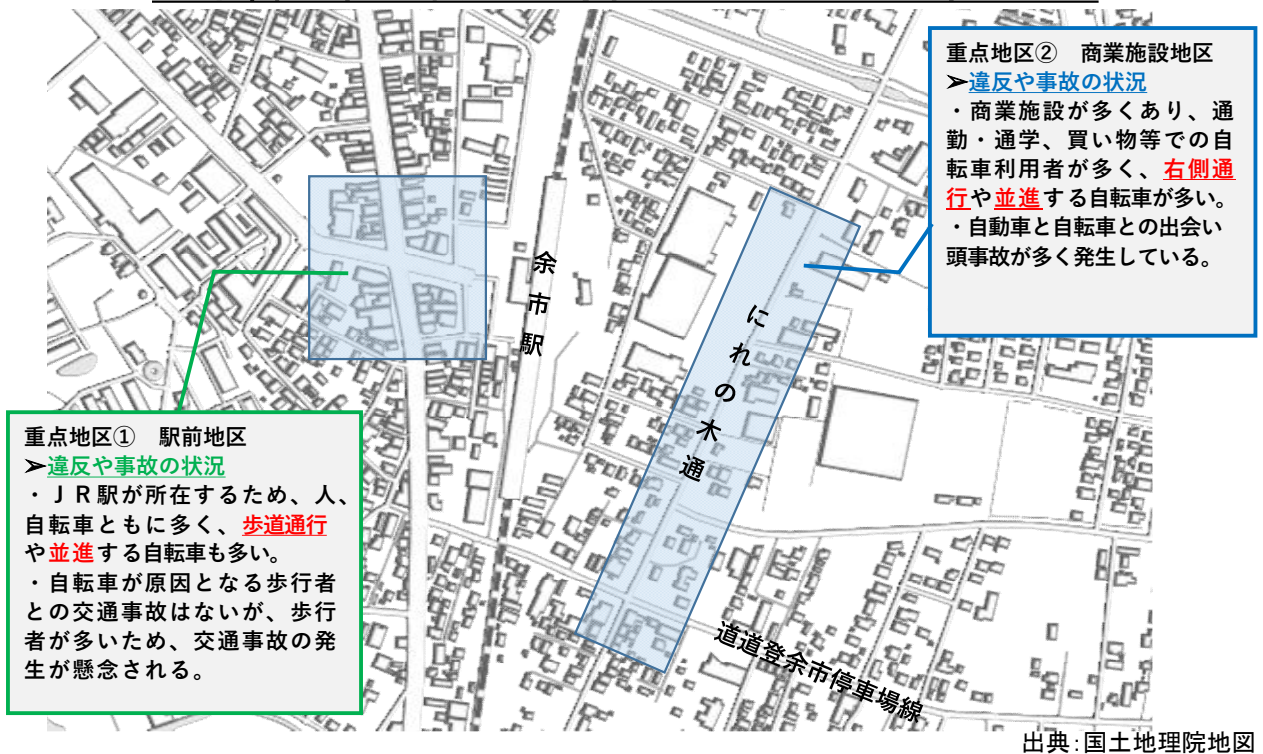 重点地区② 商業施設地区
➤違反や事故の状況
・商業施設が多くあり、通
勤・通学、買い物等での自
転車利用者が多く、右側通
行や並進する自転車が多い。
・自動車と自転車との出会い
頭事故が多く発生している。
余市駅
にれの木通
重点地区① 駅前地区
➤違反や事故の状況
・ＪＲ駅が所在するため、人、
自転車ともに多く、歩道通行
や並進する自転車も多い。
・自転車が原因となる歩行者
との交通事故はないが、歩行
者が多いため、交通事故の発
生が懸念される。
道道登余市停車場線
出典：国土地理院地図